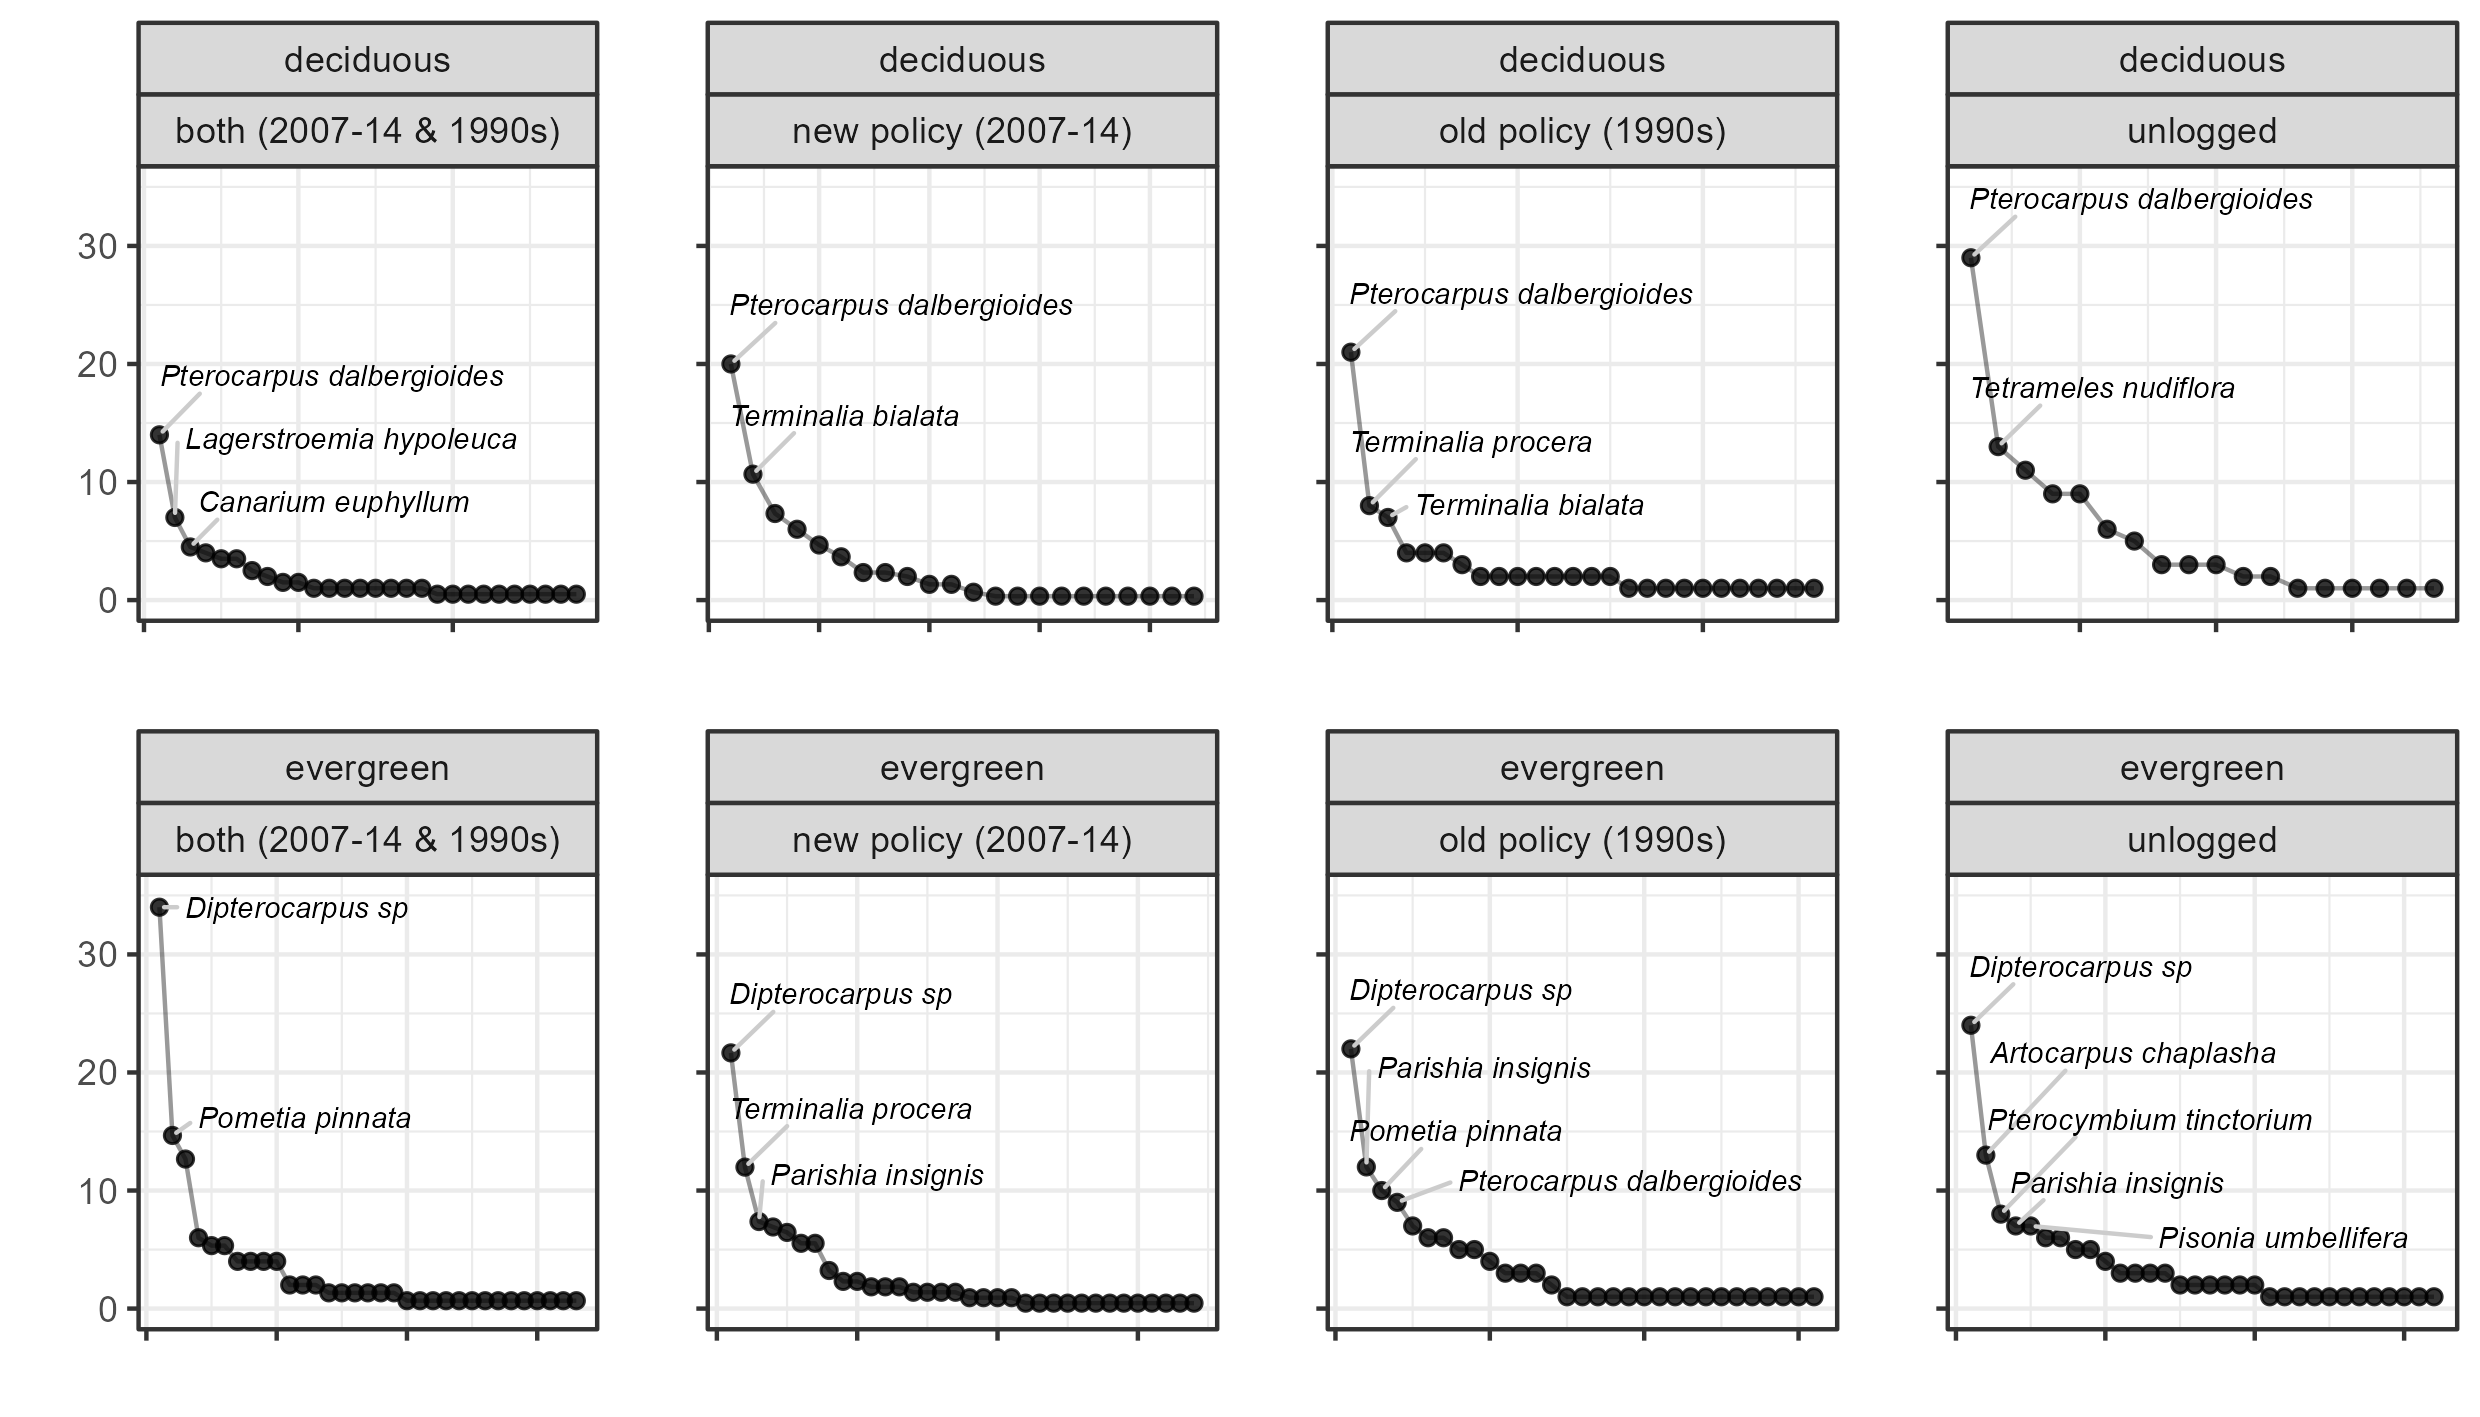 deciduous
both (2007-14 & 1990s)
30
20
10
0
Pterocarpus dalbergioides
Lagerstroemia hypoleuca
Canarium euphyllum
deciduous
new policy (2007-14)
Pterocarpus dalbergioides
Terminalia bialata
deciduous
old policy (1990s)
Pterocarpus dalbergioides
Terminalia procera
Terminalia bialata
deciduous
unlogged
Pterocarpus dalbergioides
Tetrameles nudiflora
evergreen
both (2007-14 & 1990s)
30
20
10
0
Dipterocarpus sp
Pometia pinnata
evergreen
new policy (2007-14)
Dipterocarpus sp
Terminalia procera
Parishia insignis
evergreen
old policy (1990s)
Dipterocarpus sp
Parishia insignis
Pometia pinnata
Pterocarpus dalbergioides
evergreen
unlogged
Dipterocarpus sp
Artocarpus chaplasha
Pterocymbium tinctorium
Parishia insignis
Pisonia umbellifera